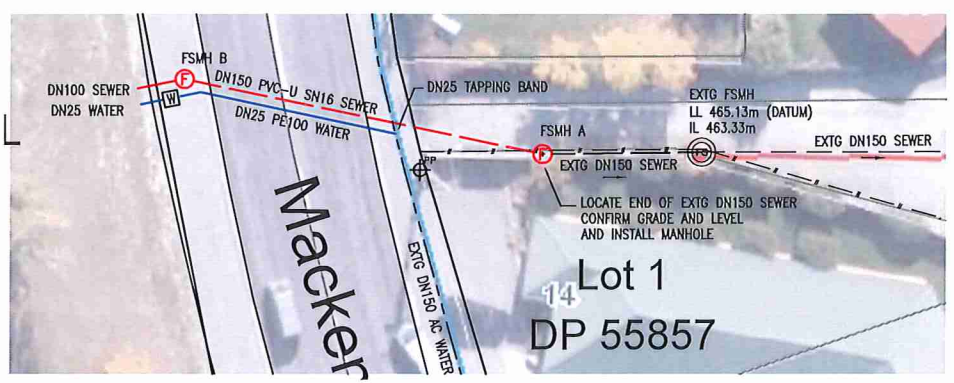 FSMH B
DN100 SEWER
DN25 WATER
F
W
DN150 PVC-U SN16 SEWER
DN25 PE100 WATER
DN25 TAPPING BAND
FSMH A
EXTG FSMH
LL 465.13m (DATUM)
IL 463.33m
EXTG DN150 SEWER
EXTG DN150 SEWER
PP
LOCATE END OF EXTG DN150 SEWER
CONFIRM GRADE AND LEVEL
AND INSTALL MANHOLE
Macker
EXTG DN150 AC WATER
14
Lot 1
DP 55857